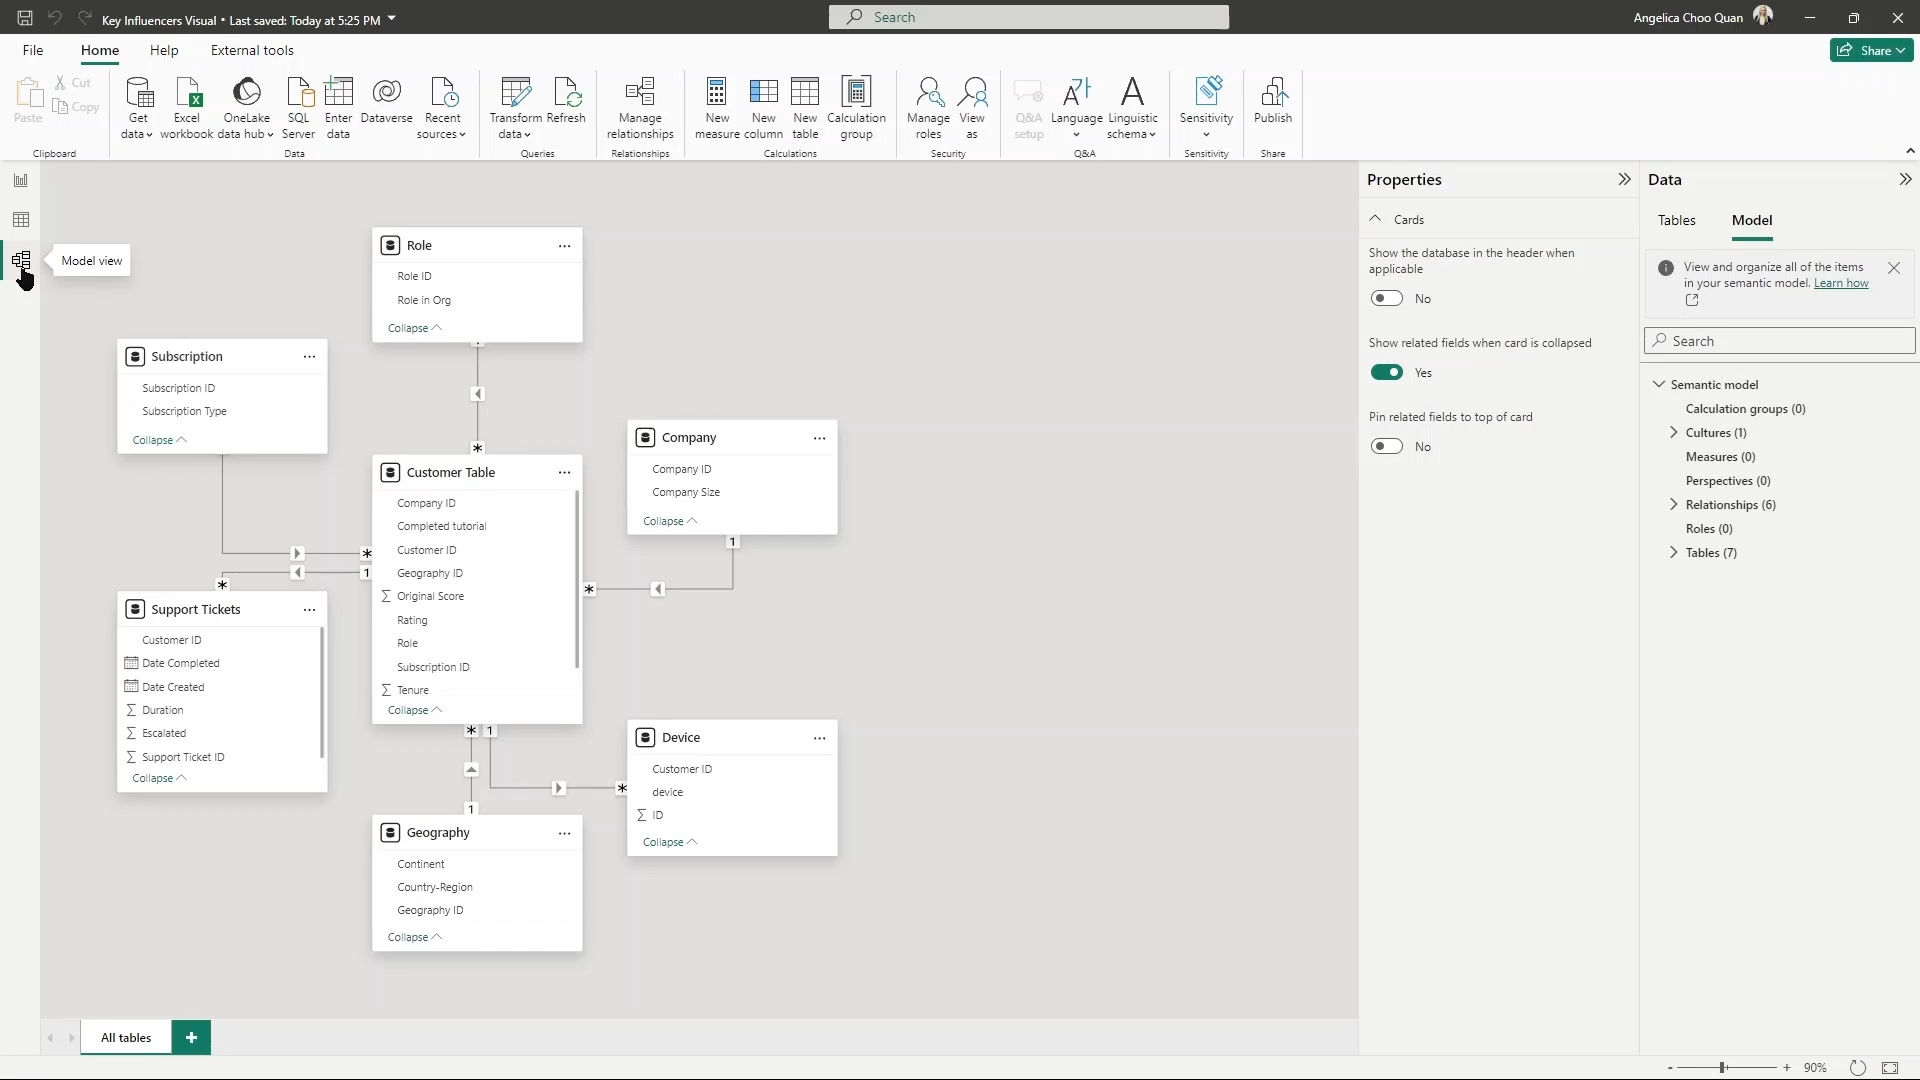 Key Influencers Visual • Last saved: Today at 5:25 PM
Search
Angelica Choo Quan
File
Home
Help
External tools
Share
Paste
Cut
Copy
Get data
Excel workbook
OneLake data hub
SQL Server
Enter data
Dataverse
Recent sources
Transform data
Refresh
Manage relationships
New measure
New column
New table
Calculation group
Manage roles
View as
Q&A setup
Language
Linguistic schema
Sensitivity
Publish
Clipboard
Data
Queries
Relationships
Calculations
Security
Q&A
Sensitivity
Share
Model view
Role
Role ID
Role in Org
Collapse
Subscription
Subscription ID
Subscription Type
Collapse
*
Customer Table
Company ID
Completed tutorial
Customer ID
Geography ID
Original Score
Rating
Role
Subscription ID
Tenure
Collapse
Company
Company ID
Company Size
Collapse
1
*
*
1
*
Support Tickets
Customer ID
Date Completed
Date Created
Duration
Escalated
Support Ticket ID
Collapse
* 1
1
*
Device
Customer ID
device
ID
Collapse
Geography
Continent
Country-Region
Geography ID
Collapse
All tables
+
Properties
Cards
Show the database in the header when
applicable
No
Show related fields when card is collapsed
Yes
Pin related fields to top of card
No
Data
Tables
Model
View and organize all of the items
in your semantic model. Learn how
Search
Semantic model
Calculation groups (0)
Cultures (1)
Measures (0)
Perspectives (0)
Relationships (6)
Roles (0)
Tables (7)
- + 90%